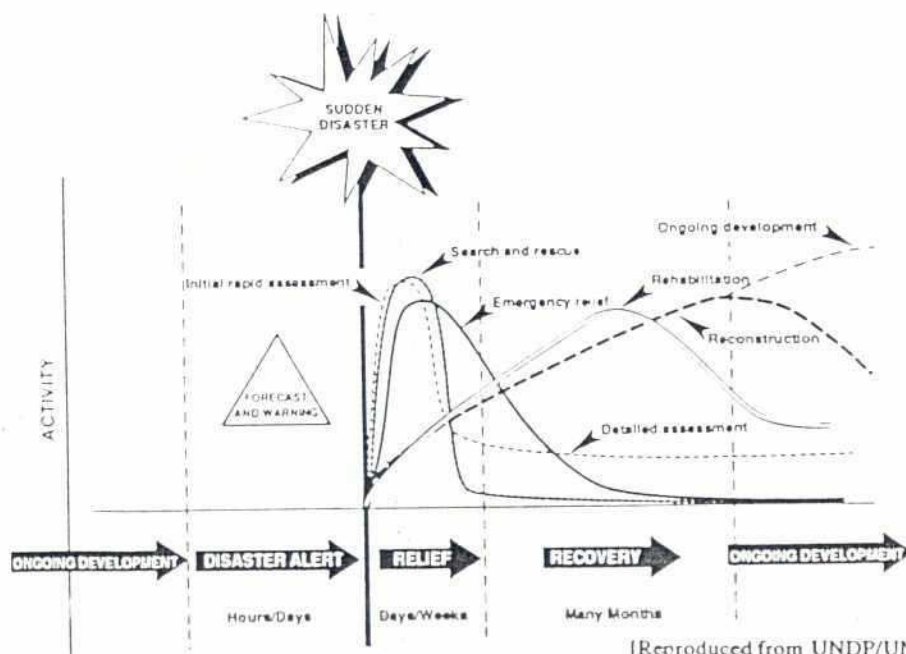 SUDDEN
DISASTER
Ongoing development
Search and rescue
Initial rapid assessment
Rehabilitation
Emergency relief
Reconstruction
FORECAST
AND WARNING
Detailed assessment
ACTIVITY
ONGOING DEVELOPMENT
DISASTER ALERT
RELIEF
RECOVERY
ONGOING DEVELOPMENT
Hours/Days
Days/Weeks
Many Months
[Reproduced from UNDP/UN